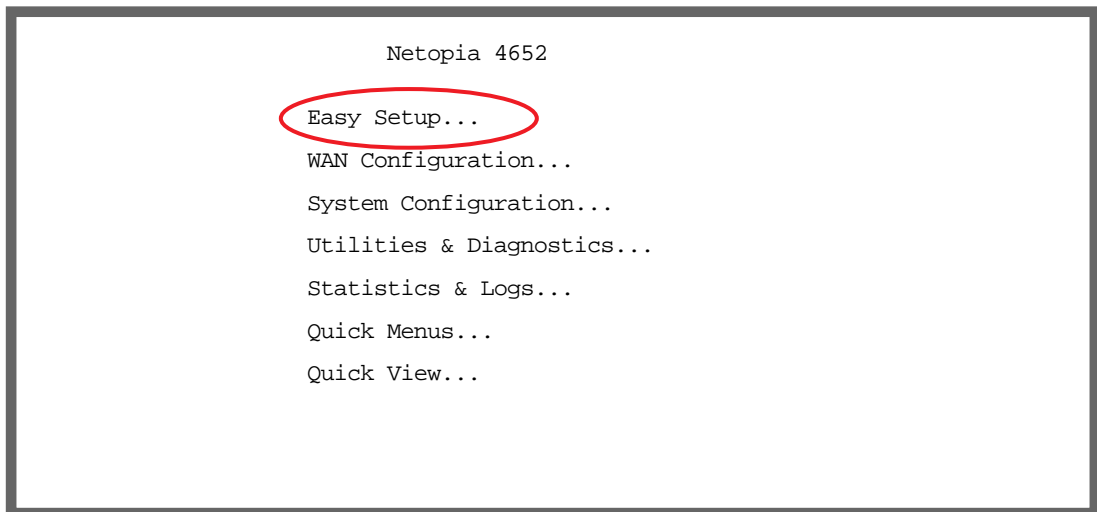 Netopia 4652
Easy Setup...
WAN Configuration...
System Configuration...
Utilities & Diagnostics...
Statistics & Logs...
Quick Menus...
Quick View...